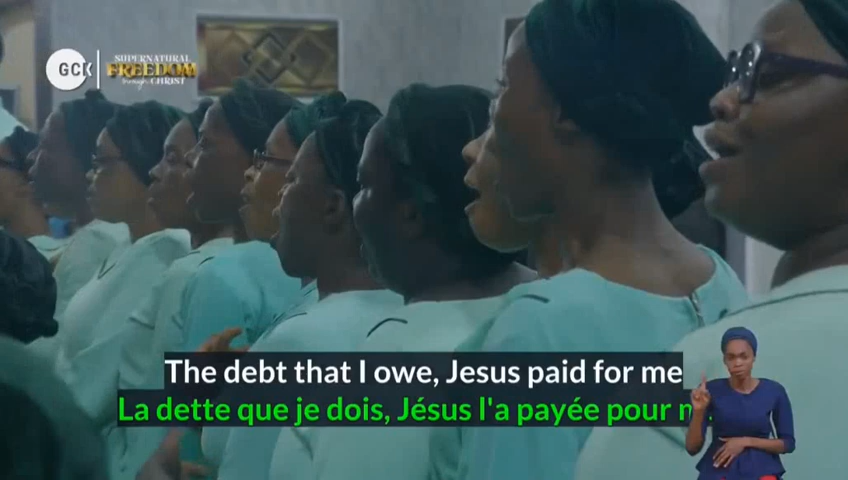 GCK
SUPERNATURAL
FREEDOM
through CHRIST
The debt that I owe, Jesus paid for me
La dette que je dois, Jésus l'a payée pour